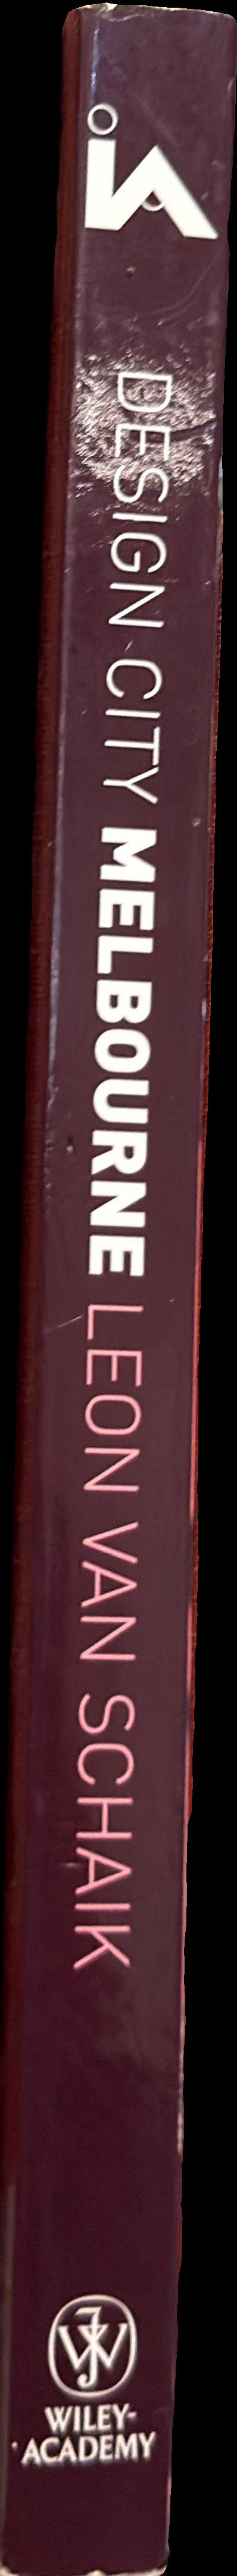 DESIGN CITY MELBOURNE LEON VAN SCHAIK
WILEY-
ACADEMY